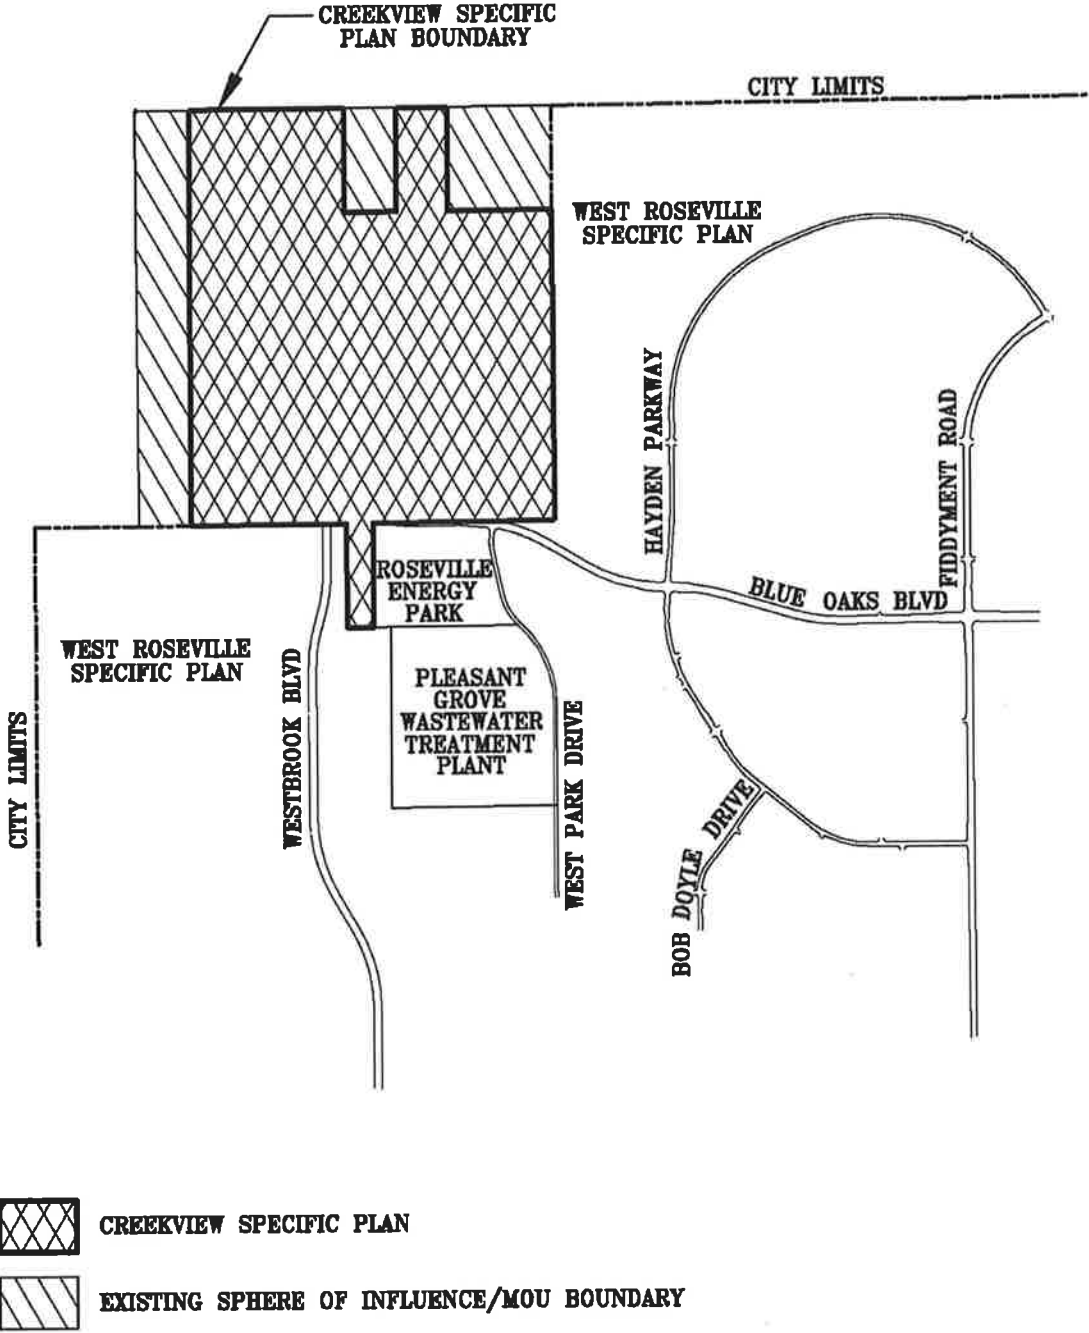 CREEKVIEW SPECIFIC
PLAN BOUNDARY
CITY LIMITS
WEST ROSEVILLE
SPECIFIC PLAN
HAYDEN PARKWAY
FIDDYMENT ROAD
BLUE OAKS BLVD
ROSEVILLE
ENERGY
PARK
WEST ROSEVILLE
SPECIFIC PLAN
PLEASANT
GROVE
WASTEWATER
TREATMENT
PLANT
CITY LIMITS
WESTBROOK BLVD
WEST PARK DRIVE
BOB DOYLE DRIVE
CREEKVIEW SPECIFIC PLAN
EXISTING SPHERE OF INFLUENCE/MOU BOUNDARY